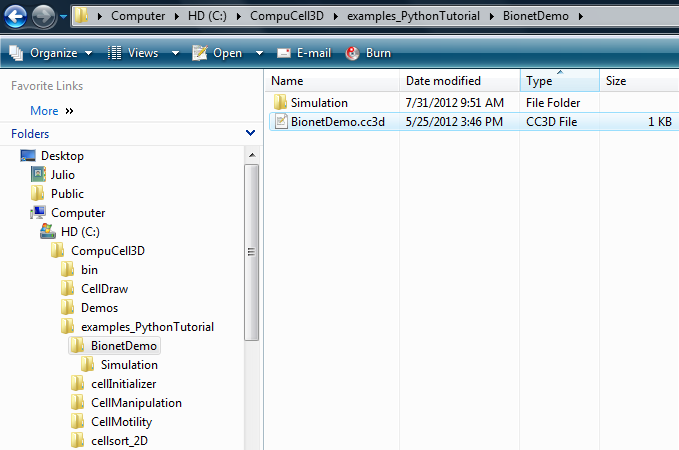 Computer HD (C:) CompuCell3D examples_PythonTutorial BionetDemo
Organize Views Open E-mail Burn
Favorite Links
More »
Folders
Desktop
Julio
Public
Computer
HD (C:)
CompuCell3D
bin
CellDraw
Demos
examples_PythonTutorial
BionetDemo
Simulation
cellInitializer
CellManipulation
CellMotility
cellsort_2D
Name Date modified Type Size
Simulation 7/31/2012 9:51 AM File Folder
BionetDemo.cc3d 5/25/2012 3:46 PM CC3D File 1 KB